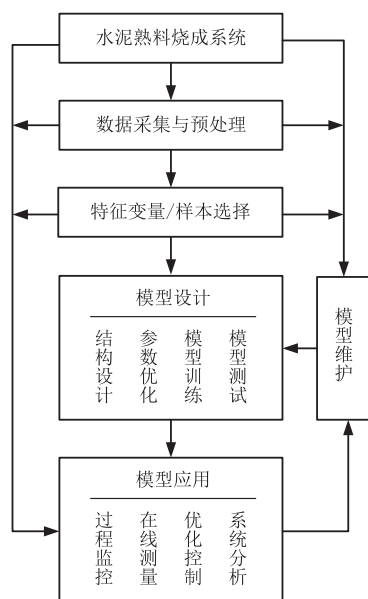 水泥熟料烧成系统
数据采集与预处理
特征变量/样本选择
模型设计
结构设计
参数优化
模型训练
模型测试
模型维护
模型应用
过程监控
在线测量
优化控制
系统分析